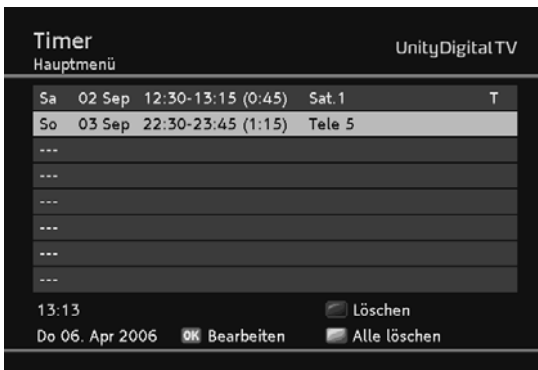 Timer
UnityDigitalTV
Hauptmenü
Sa 02 Sep 12:30-13:15 (0:45) Sat.1 T
So 03 Sep 22:30-23:45 (1:15) Tele 5
---
---
---
---
---
---
13:13 Löschen
Do 06. Apr 2006 OK Bearbeiten Alle löschen